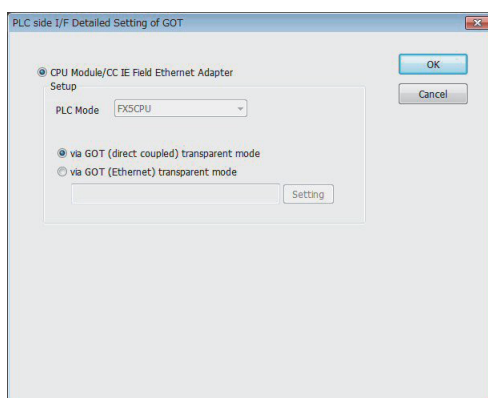 PLC side I/F Detailed Setting of GOT
CPU Module/CC IE Field Ethernet Adapter
OK
Setup
Cancel
PLC Mode
FX5CPU
via GOT (direct coupled) transparent mode
via GOT (Ethernet) transparent mode
Setting